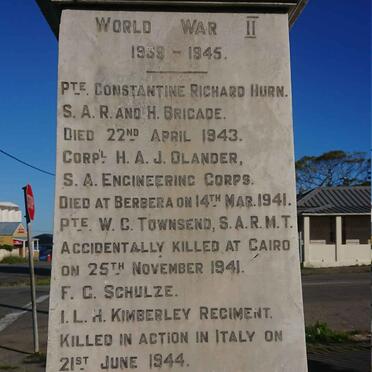 WORLD WAR II
1939 - 1945.
PTE. CONSTANTINE RICHARD HURN.
S.A.R. AND H. BRIGADE.
DIED 22ND APRIL 1943.
CORPL. H.A.J. OLANDER,
S.A. ENGINEERING CORPS.
DIED AT BERBERA ON 14TH MAR. 1941.
PTE. W.C. TOWNSEND, S.A.R.M.T.
ACCIDENTALLY KILLED AT CAIRO
ON 25TH NOVEMBER 1941.
F.G. SCHULZE.
I.L.H. KIMBERLEY REGIMENT.
KILLED IN ACTION IN ITALY ON
21ST JUNE 1944.